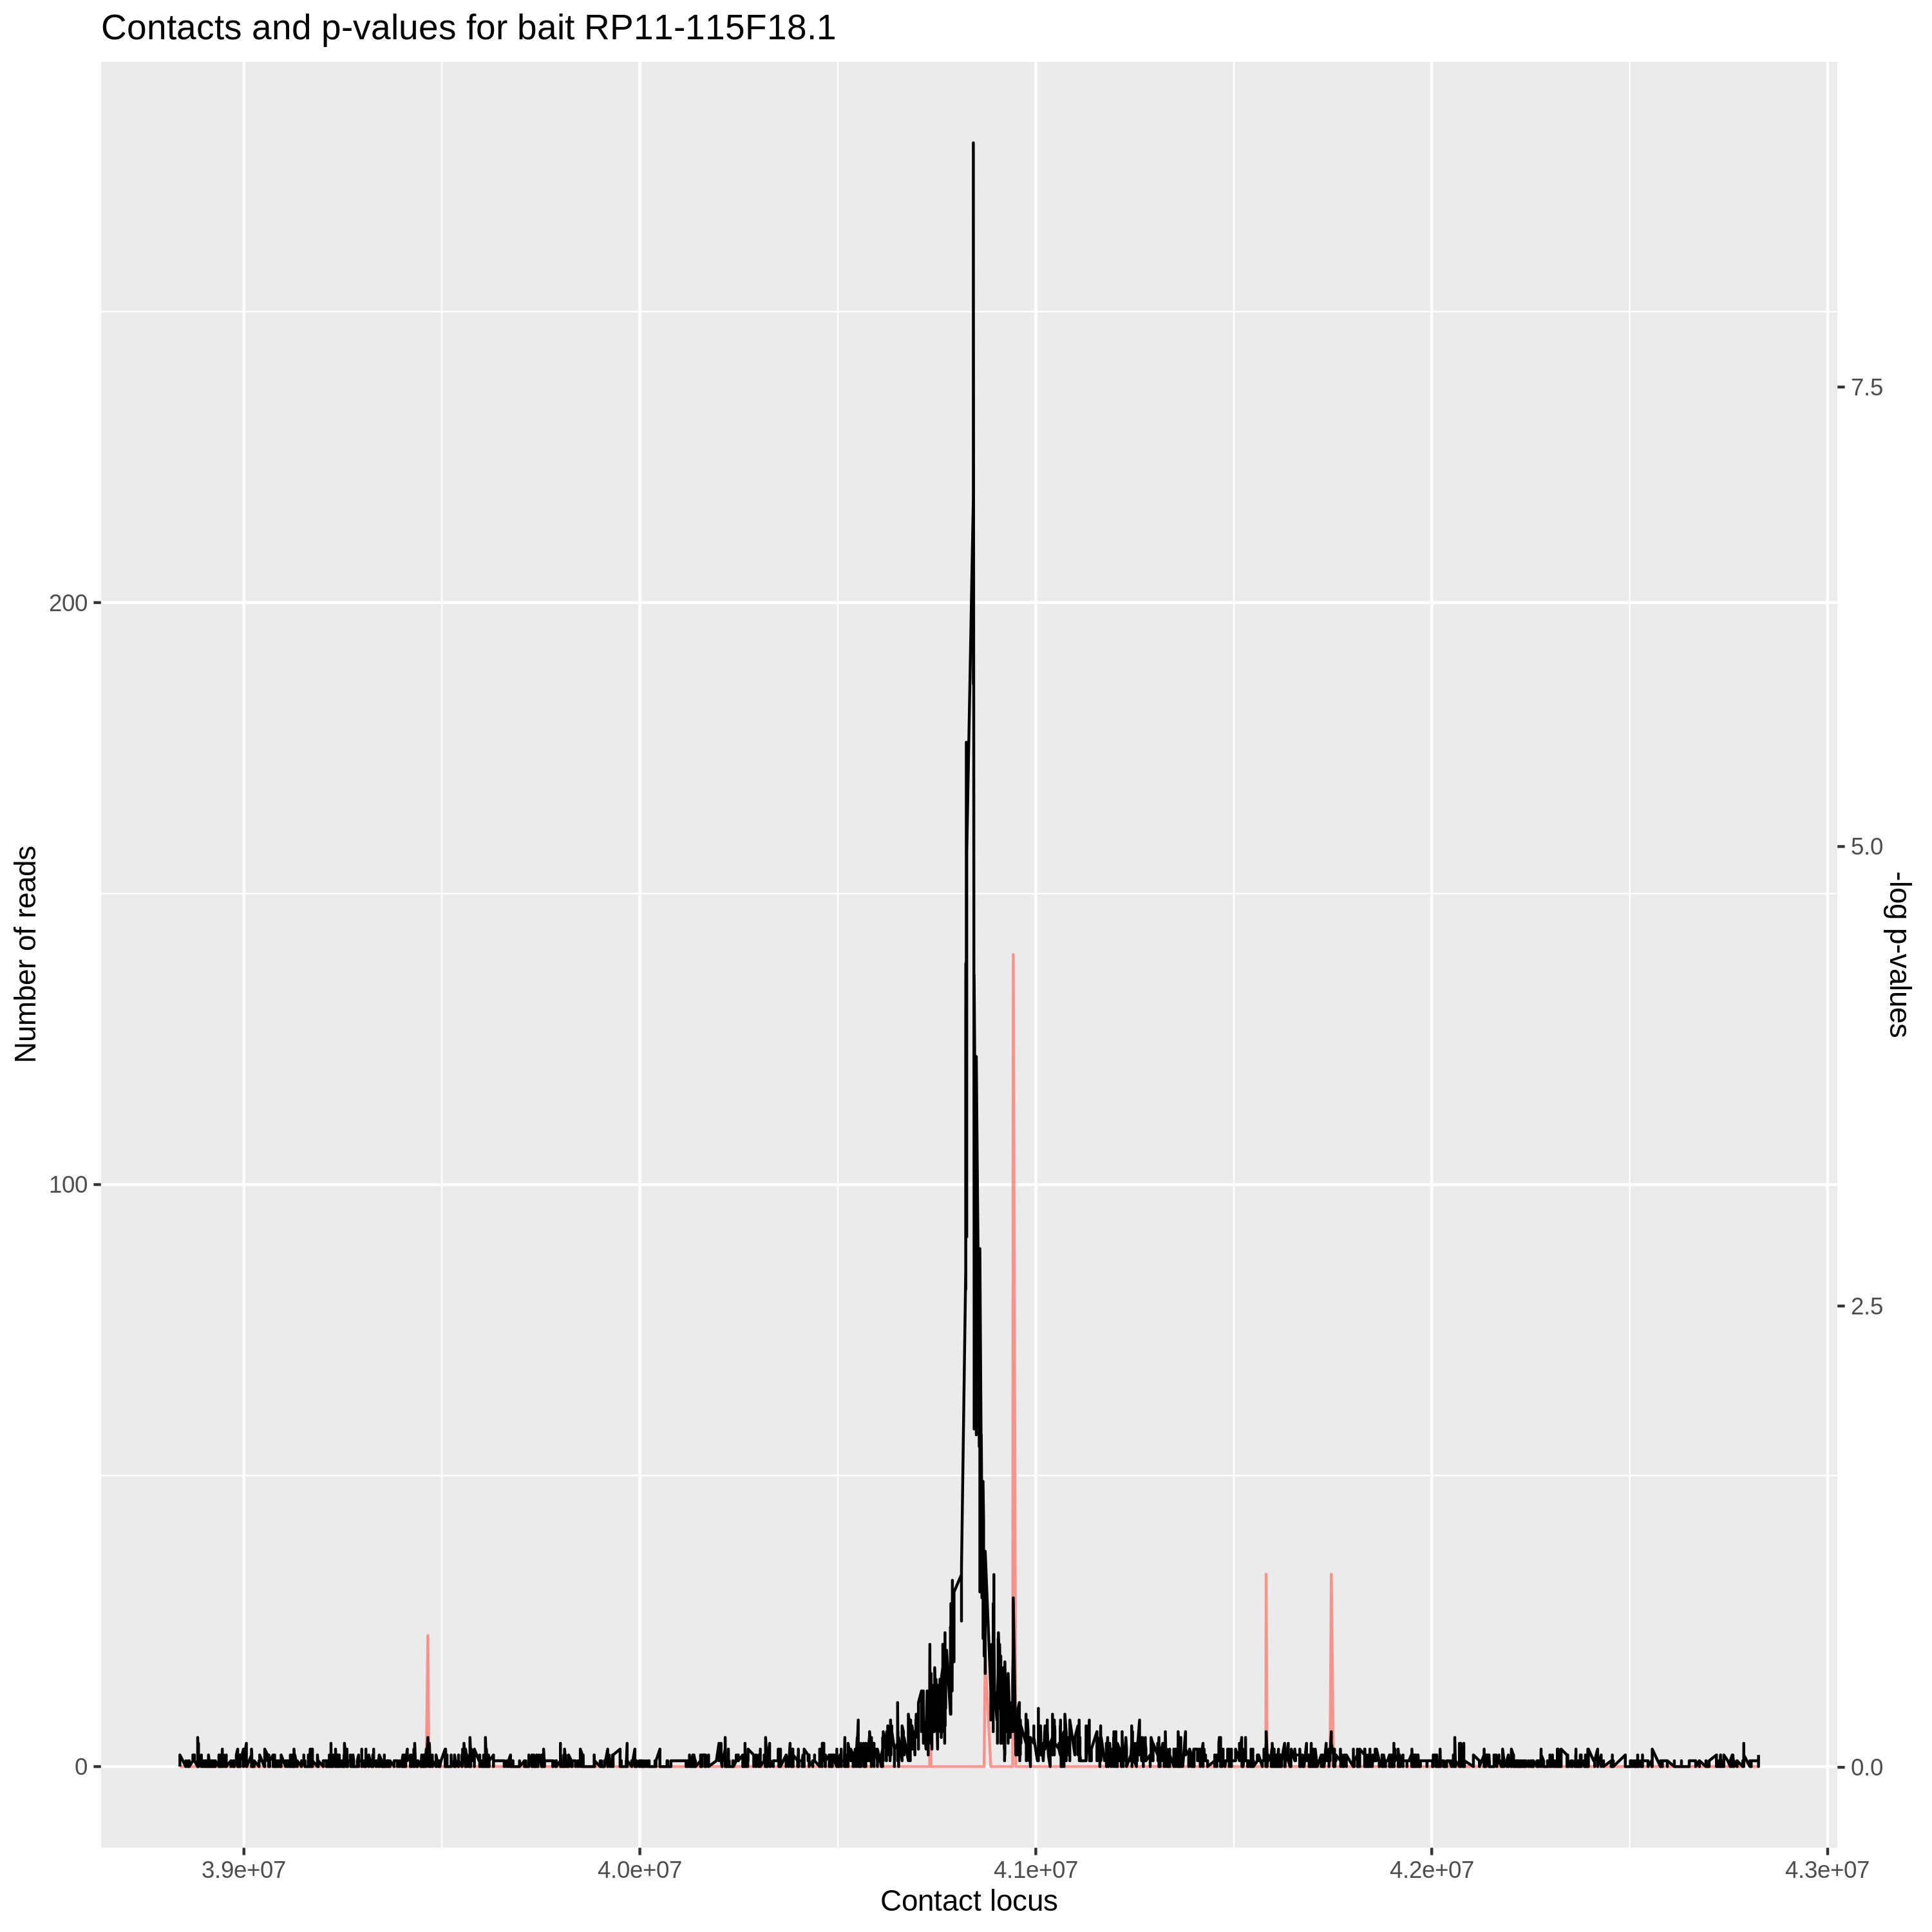 Contacts and p-values for bait RP11-115F18.1
Number of reads
200
100
0
7.5
5.0
2.5
0.0
-log p-values
3.9e+07 4.0e+07 4.1e+07 4.2e+07 4.3e+07
Contact locus